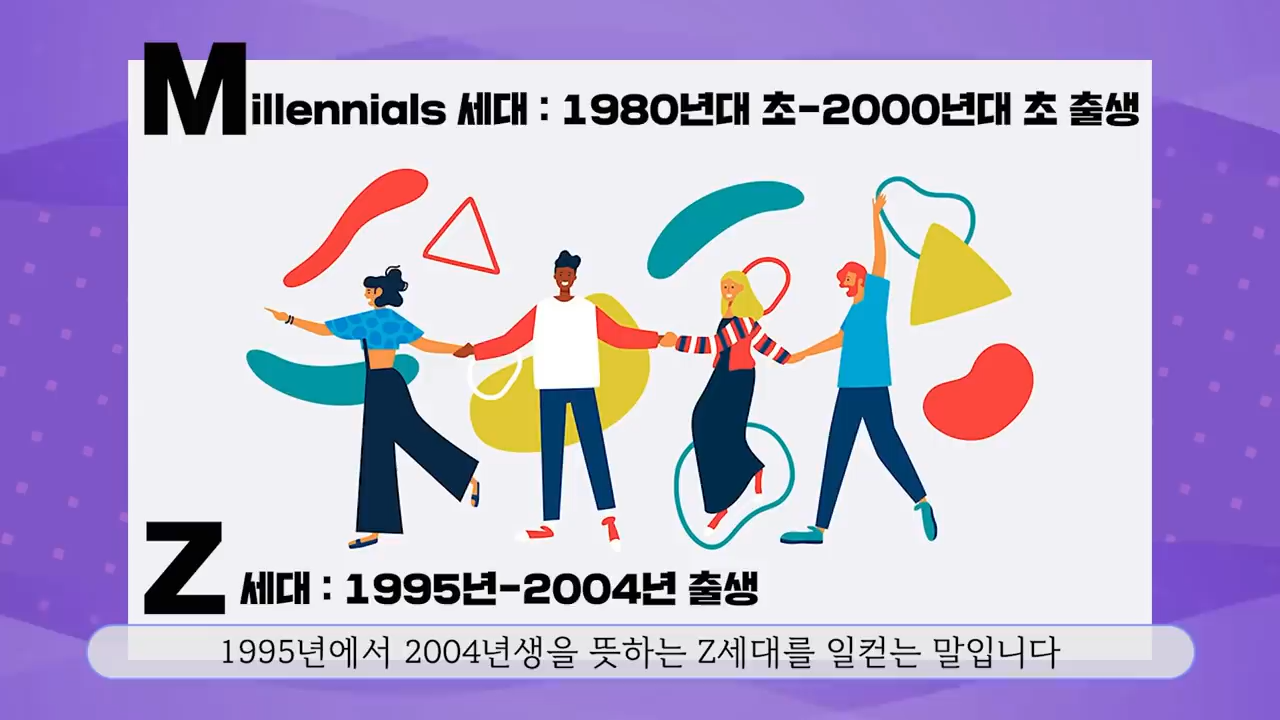 Millennials 세대 : 1980년대 초-2000년대 초 출생
Z 세대 : 1995년-2004년 출생
1995년에서 2004년생을 뜻하는 Z세대를 일컫는 말입니다